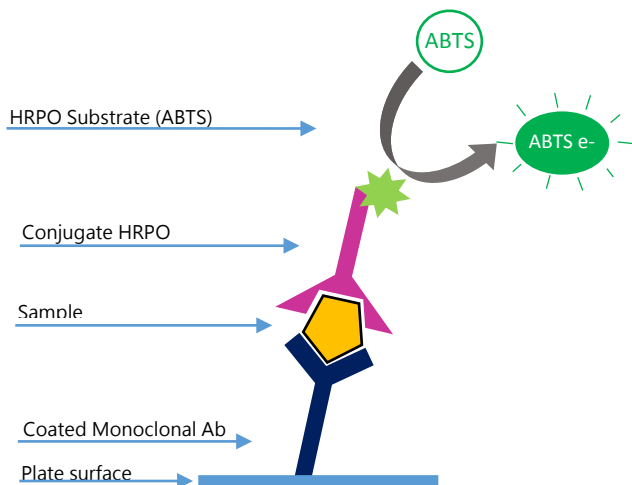 ABTS
HRPO Substrate (ABTS)
ABTS e-
Conjugate HRPO
Sample
Coated Monoclonal Ab
Plate surface